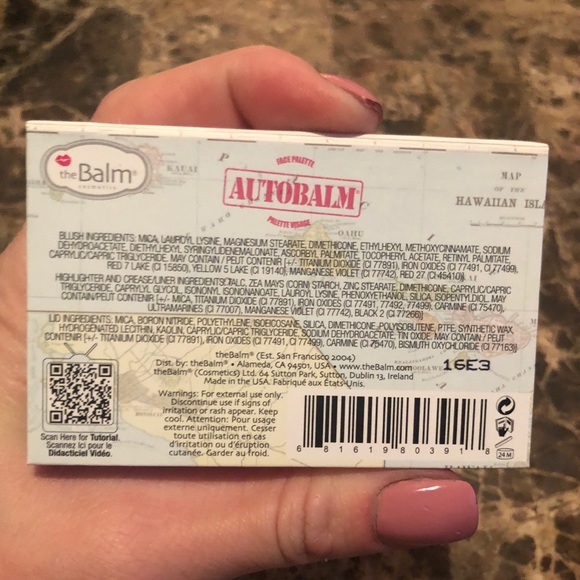 theBalm®
cosmetics
KAUAI
FACE PALETTE
AUTOBALM®
PALETTE VISAGE
MAP
OF THE
HAWAIIAN ISL
OAHU
BLUSH INGREDIENTS: MICA, LAUROYL LYSINE, MAGNESIUM STEARATE, DIMETHICONE, ETHYLHEXYL METHOXYCINNAMATE, SODIUM
DEHYDROACETATE, DIETHYLHEXYL SYRINGYLIDENEMALONATE, ASCORBYL PALMITATE, TOCOPHERYL ACETATE, RETINYL PALMITATE,
CAPRYLIC/CAPRIC TRIGLYCERIDE, MAY CONTAIN / PEUT CONTENIR [+/- TITANIUM DIOXIDE (CI 77891), IRON OXIDES (CI 77491, CI 77499),
RED 7 LAKE (CI 15850), YELLOW 5 LAKE (CI 19140), MANGANESE VIOLET (CI 77742), RED 27 (CI 45410)].
HIGHLIGHTER AND CREASE/LINER INGREDIENTS:TALC, ZEA MAYS (CORN) STARCH, ZINC STEARATE, DIMETHICONE, CAPRYLIC/CAPRIC
TRIGLYCERIDE, CAPRYLYL GLYCOL, ISONONYL ISONONANOATE, LAUROYL LYSINE, PHENOXYETHANOL, SILICA, ISOPENTYLDIOL. MAY
CONTAIN/PEUT CONTENIR [+/- MICA, TITANIUM DIOXIDE (CI 77891), IRON OXIDES (CI 77491, 77492, 77499), CARMINE (CI 75470),
ULTRAMARINES (CI 77007), MANGANESE VIOLET (CI 77742), BLACK 2 (CI 77266)]
LID INGREDIENTS: MICA, BORON NITRIDE, POLYETHYLENE, ISOEICOSANE, SILICA, DIMETHICONE, POLYISOBUTENE, PTFE, SYNTHETIC WAX,
HYDROGENATED LECITHIN, KAOLIN, CAPRYLIC/CAPRIC TRIGLYCERIDE, SODIUM DEHYDROACETATE, TIN OXIDE. MAY CONTAIN / PEUT
CONTENIR [+/- TITANIUM DIOXIDE (CI 77891), IRON OXIDES (CI 77491, CI 77499), CARMINE (CI 75470), BISMUTH OXYCHLORIDE (CI 77163)]
theBalm® (Est. San Francisco 2004)
Dist. by: theBalm® • Alameda, CA 94501, USA • www.theBalm.com
theBalm® (Cosmetics) Ltd. 64 Sutton Park, Sutton, Dublin 13, Ireland
Made in the USA. Fabriqué aux États-Unis.
16E3
Warnings: For external use only.
Discontinue use if signs of
irritation or rash appear. Keep
cool. Attention: Pour usage
externe uniquement. Cesser
toute utilisation en cas
d'irritation ou d'éruption
cutanée. Garder au froid.
Scan Here for Tutorial.
Scannez ici pour le
Didacticiel Vidéo.
6 81619 80391 8
24 M